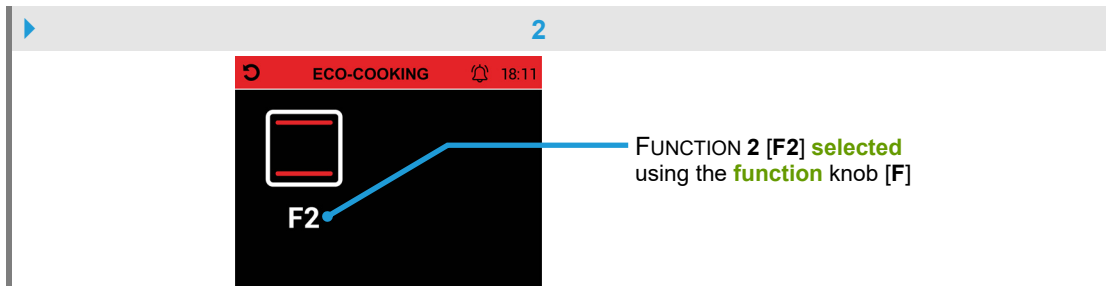 2
ECO-COOKING 18:11
F2
FUNCTION 2 [F2] selected
using the function knob [F]